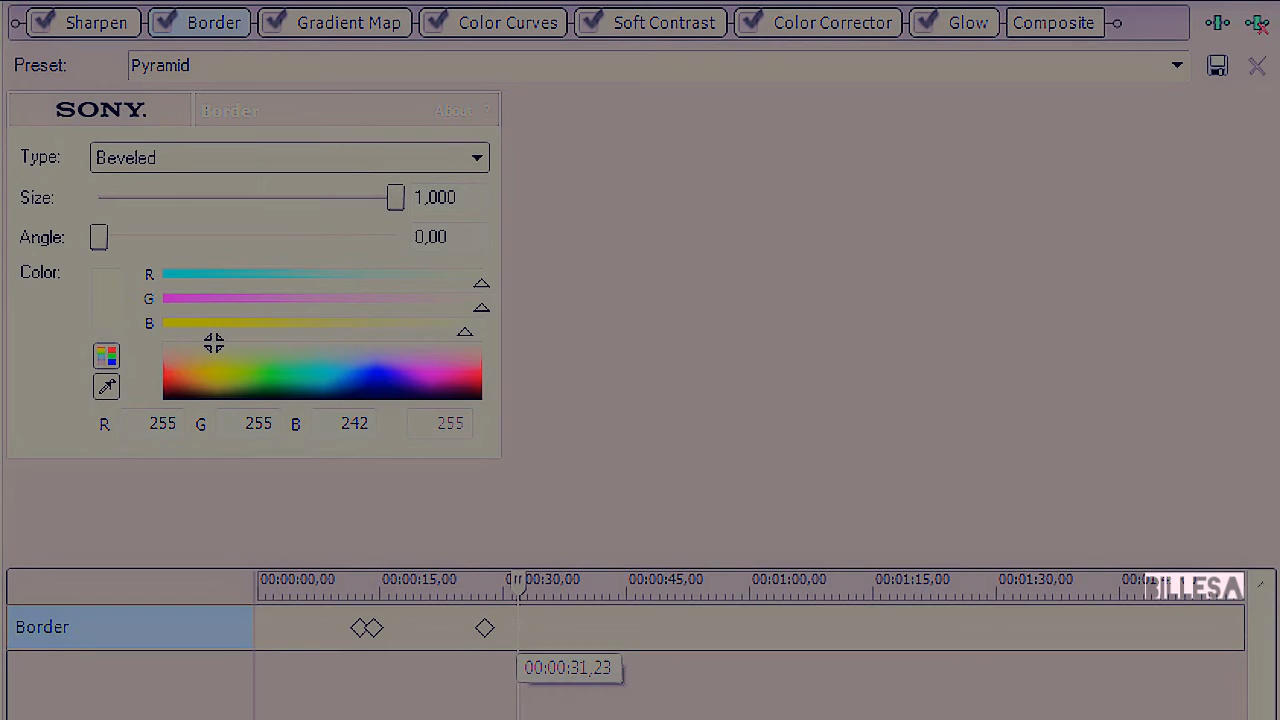 Sharpen Border Gradient Map Color Curves Soft Contrast Color Corrector Glow Composite
Preset: Pyramid
SONY. Border About ?
Type: Beveled
Size: 1,000
Angle: 0,00
Color: R
G
B
R 255 G 255 B 242 255
00:00:00,00 00:00:15,00 00:00:30,00 00:00:45,00 00:01:00,00 00:01:15,00 00:01:30,00
BILLESA
Border
00:00:31,23